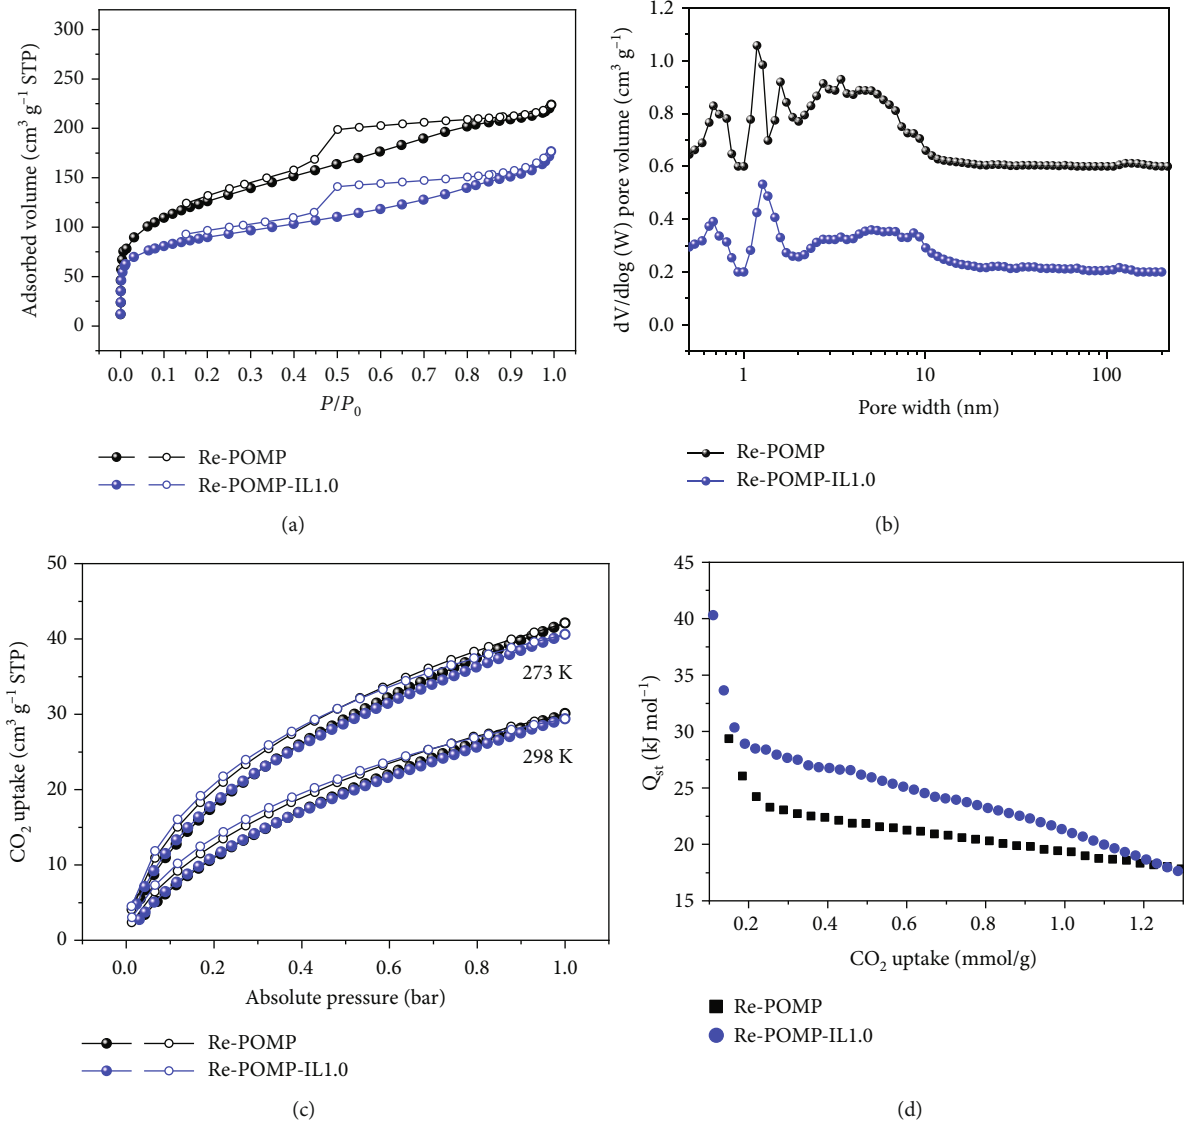 300
250
200
150
100
50
0
Adsorbed volume (cm³ g⁻¹ STP)
0.0 0.1 0.2 0.3 0.4 0.5 0.6 0.7 0.8 0.9 1.0
P/P₀
Re-POMP
Re-POMP-IL1.0
(a)
1.2
1.0
0.8
0.6
0.4
0.2
0.0
dV/dlog (W) pore volume (cm³ g⁻¹)
1 10 100
Pore width (nm)
Re-POMP
Re-POMP-IL1.0
(b)
50
40
30
20
10
0
CO₂ uptake (cm³ g⁻¹ STP)
273 K
298 K
0.0 0.2 0.4 0.6 0.8 1.0
Absolute pressure (bar)
Re-POMP
Re-POMP-IL1.0
(c)
45
40
35
30
25
20
15
Qst (kJ mol⁻¹)
0.2 0.4 0.6 0.8 1.0 1.2
CO₂ uptake (mmol/g)
Re-POMP
Re-POMP-IL1.0
(d)